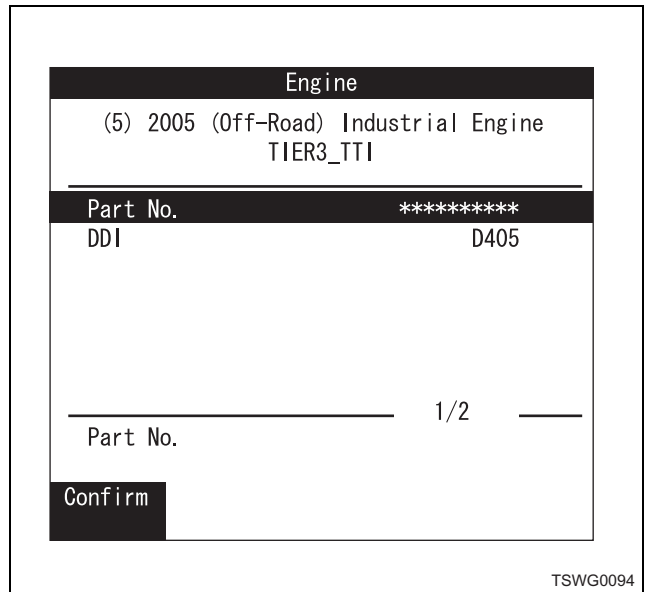 Engine
(5) 2005 (Off-Road) Industrial Engine
TIER3_TTI
Part No. **********
DDI D405
1/2
Part No.
Confirm
TSWG0094